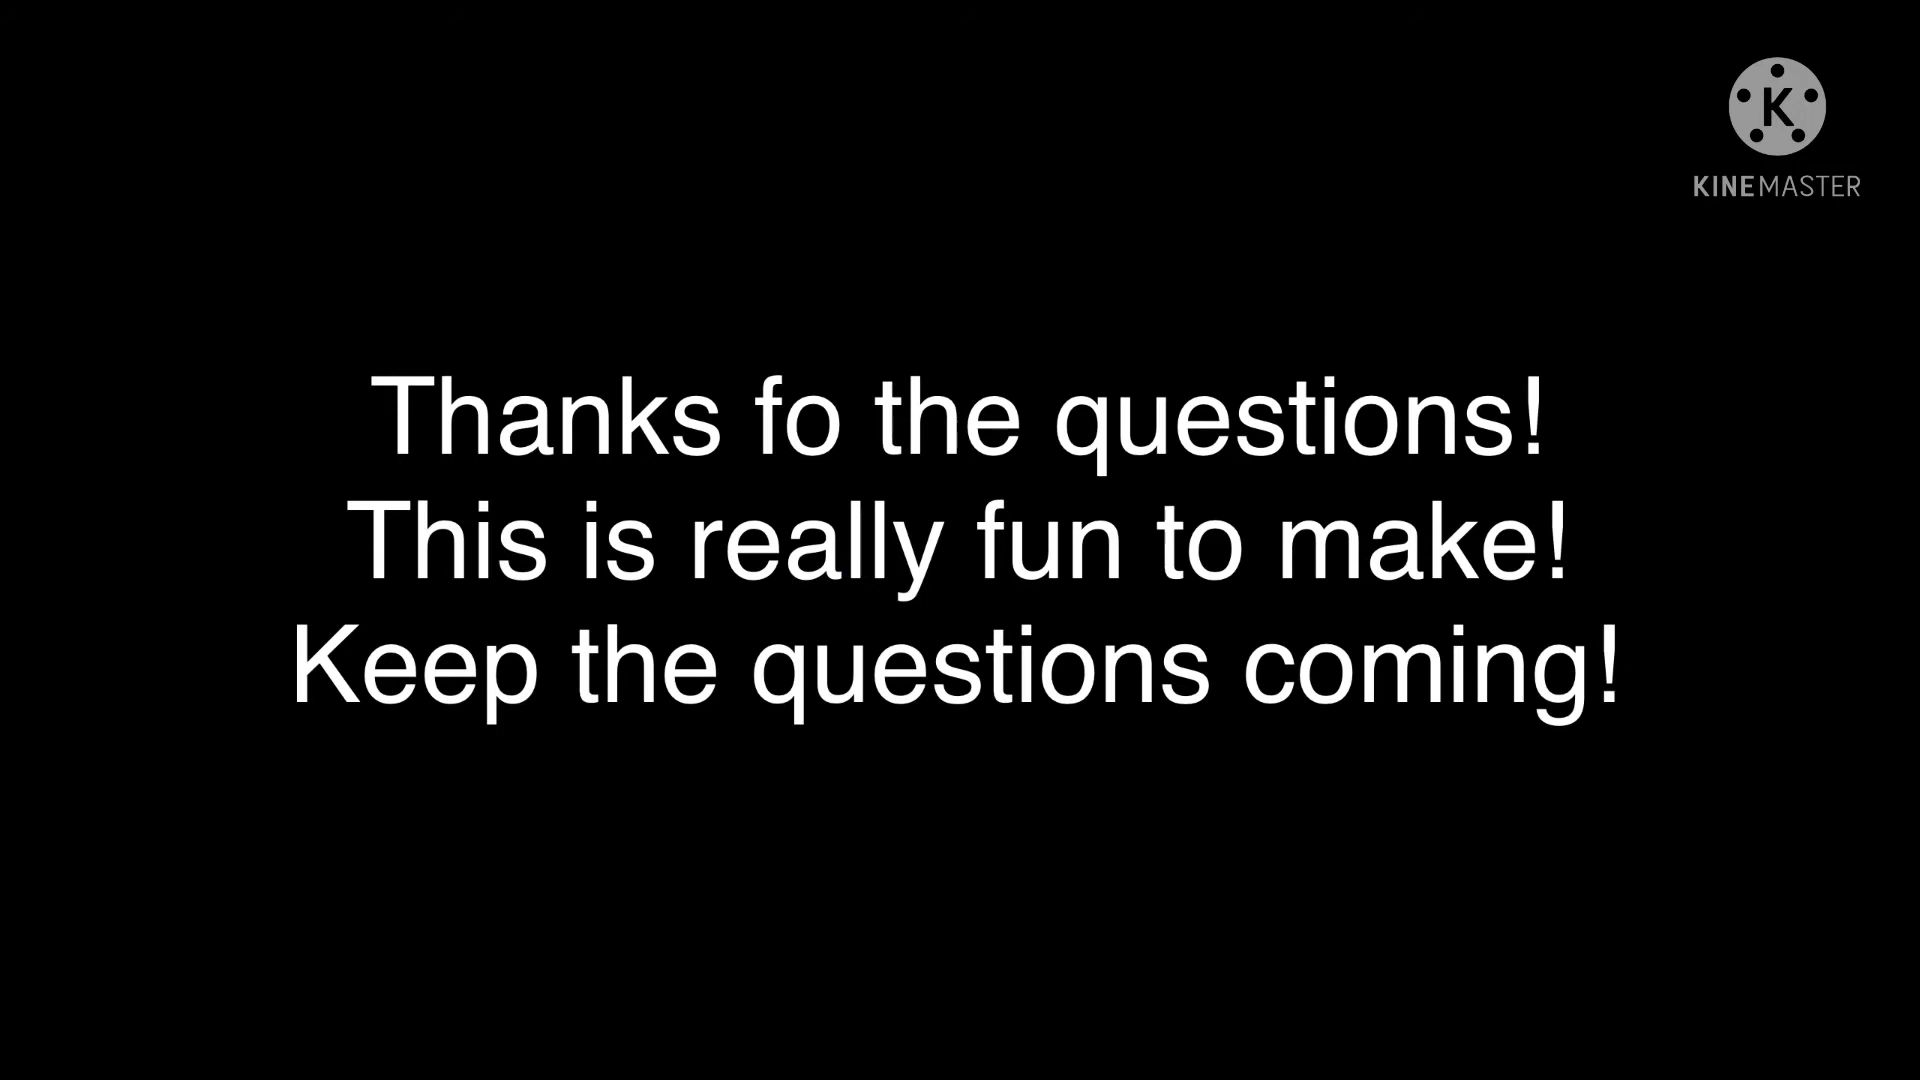 K
KINEMASTER
Thanks fo the questions!
This is really fun to make!
Keep the questions coming!